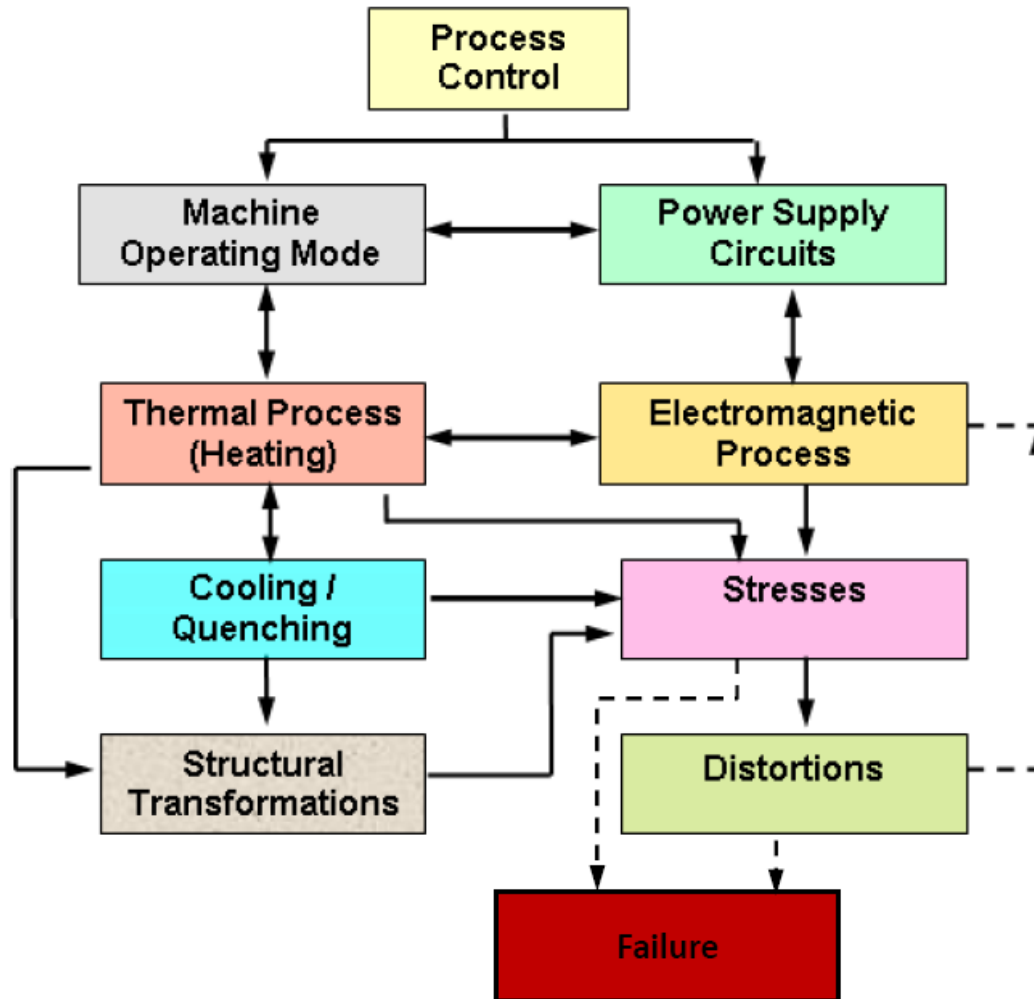 Process
Control
Machine
Operating Mode
Power Supply
Circuits
Thermal Process
(Heating)
Electromagnetic
Process
Cooling /
Quenching
Stresses
Structural
Transformations
Distortions
Failure